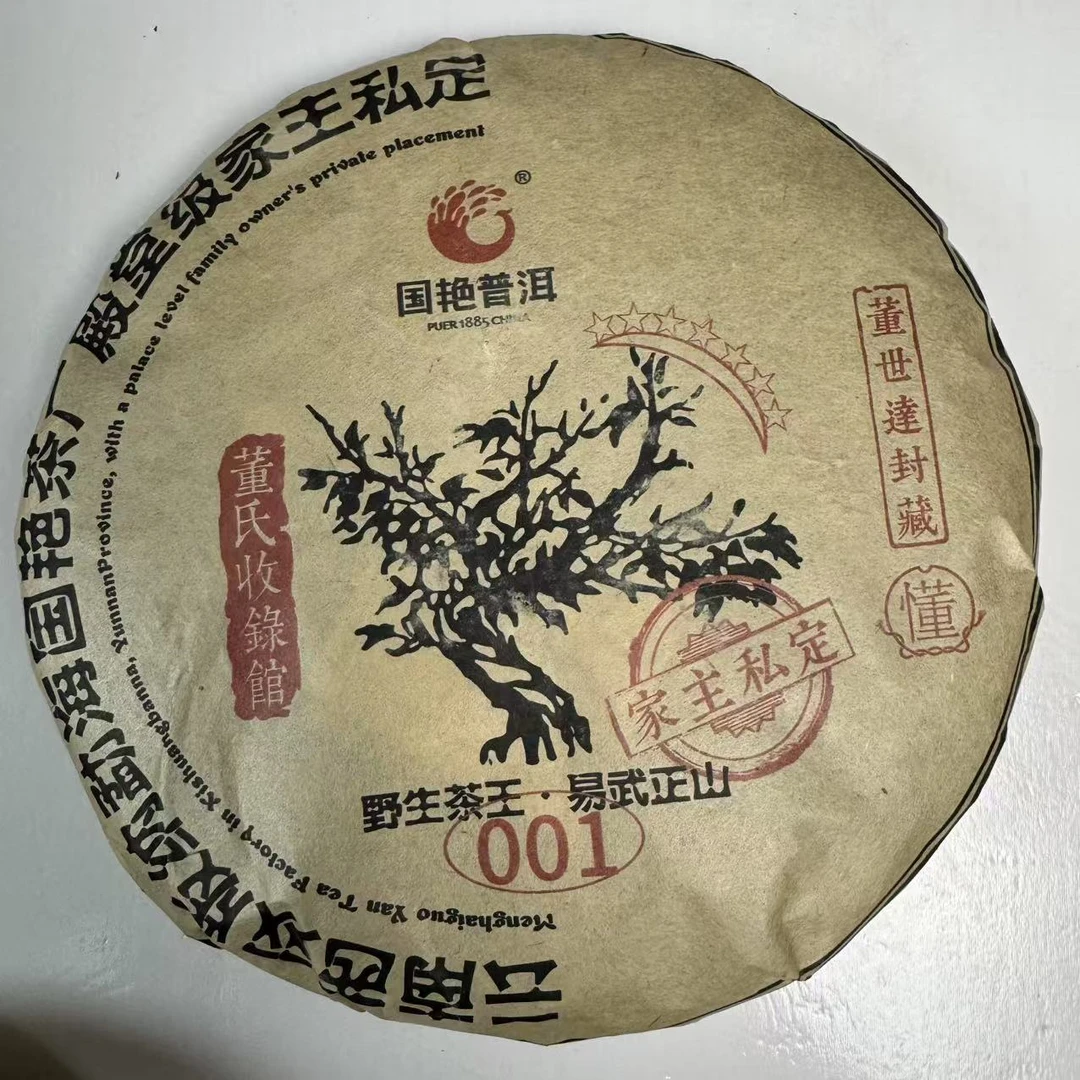 云南西双版纳勐海国艳茶厂 殿堂级家主私定
Menghaiguo Yan Tea Factory in Xishuangbanna, YunnanProvince, with a palace level family owner's private placement
®
国艳普洱
PUER 1885 CHINA
董世達封藏
懂
董氏收錄館
家主私定
野生茶王·易武正山
001